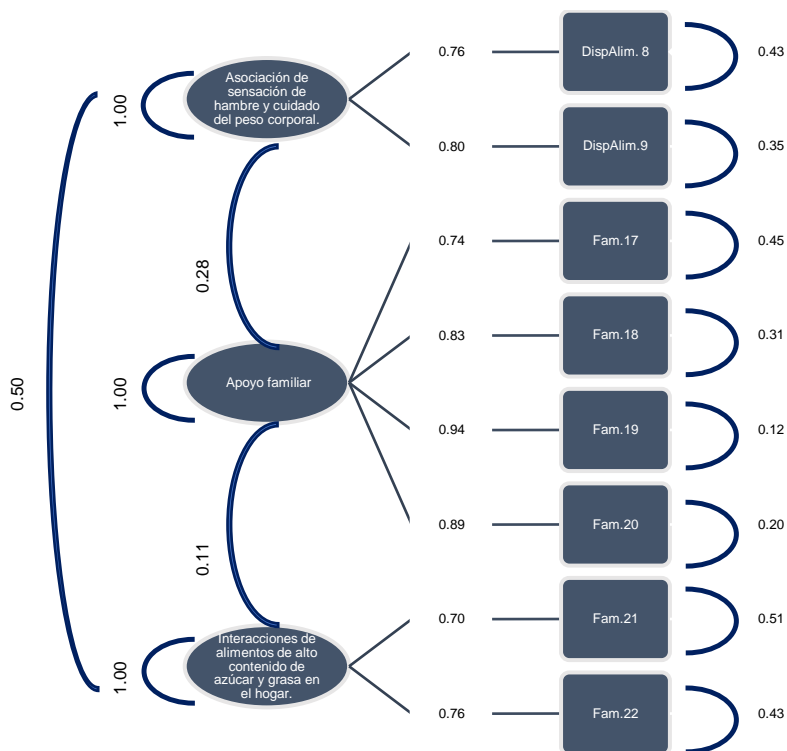 0.76
DispAlim. 8
0.43
Asociación de
sensación de
hambre y cuidado
del peso corporal.
1.00
0.80
DispAlim.9
0.35
0.74
Fam.17
0.45
0.28
0.83
Fam.18
0.31
0.50
1.00
Apoyo familiar
0.94
Fam.19
0.12
0.89
Fam.20
0.20
0.11
0.70
Fam.21
0.51
1.00
Interacciones de
alimentos de alto
contenido de
azúcar y grasa en
el hogar.
0.76
Fam.22
0.43